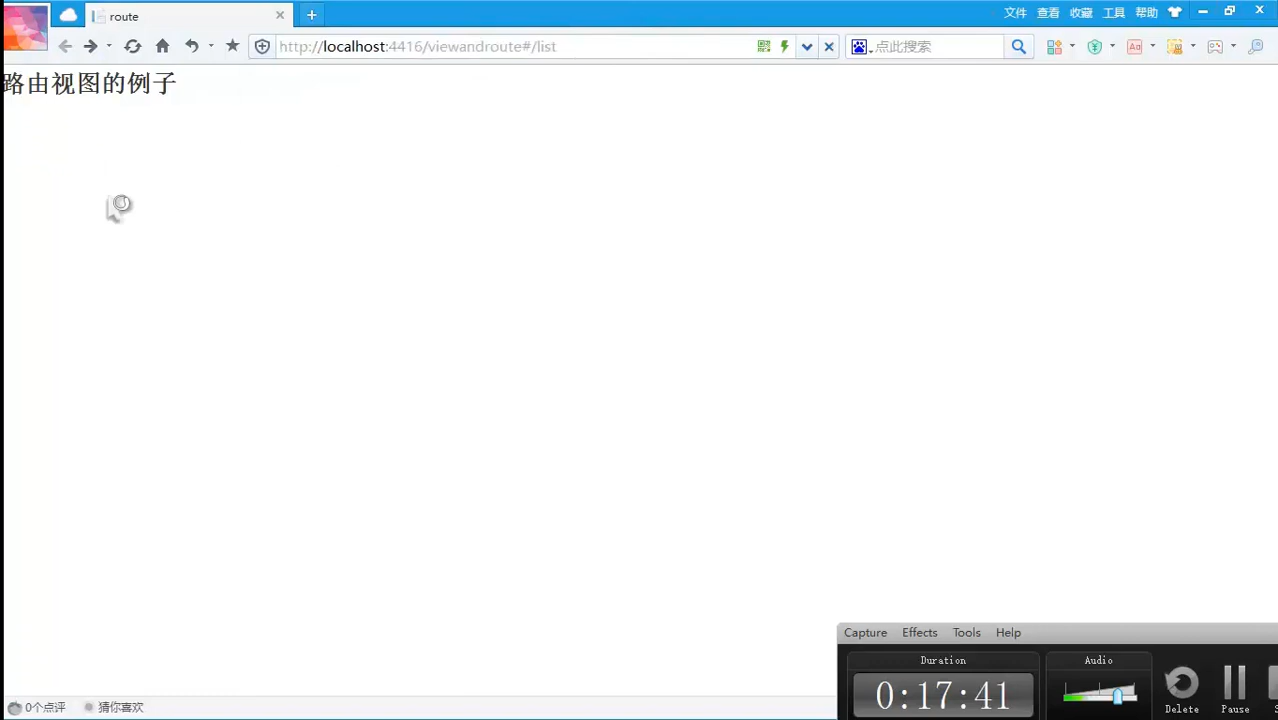 route
文件 查看 收藏 工具 帮助
http://localhost:4416/viewandroute#/list
点此搜索
路由视图的例子
Capture Effects Tools Help
Duration
Audio
0:17:41
Delete
Pause
0个点评
猜你喜欢